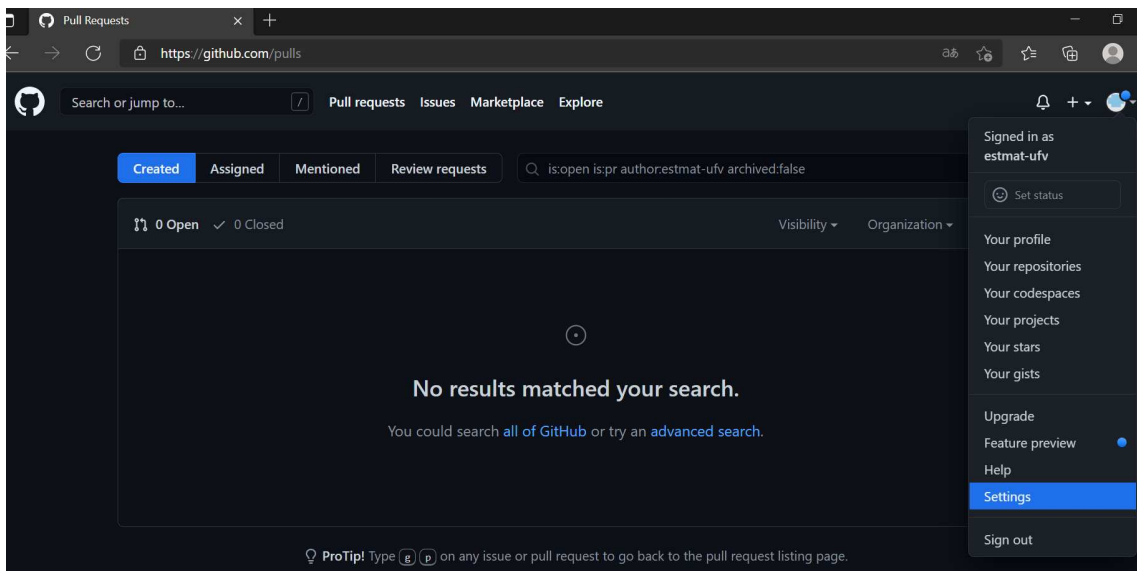 Pull Requests
https://github.com/pulls
aあ
Search or jump to...
/
Pull requests Issues Marketplace Explore
Signed in as
estmat-ufv
Created Assigned Mentioned Review requests
is:open is:pr author:estmat-ufv archived:false
Set status
0 Open 0 Closed
Visibility Organization
Your profile
Your repositories
Your codespaces
Your projects
Your stars
Your gists
No results matched your search.
You could search all of GitHub or try an advanced search.
Upgrade
Feature preview
Help
Settings
Sign out
ProTip! Type g p on any issue or pull request to go back to the pull request listing page.